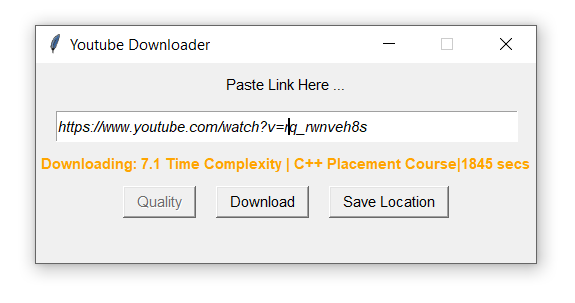 Youtube Downloader
Paste Link Here ...
https://www.youtube.com/watch?v=rq_rwnveh8s
Downloading: 7.1 Time Complexity | C++ Placement Course|1845 secs
Quality Download Save Location